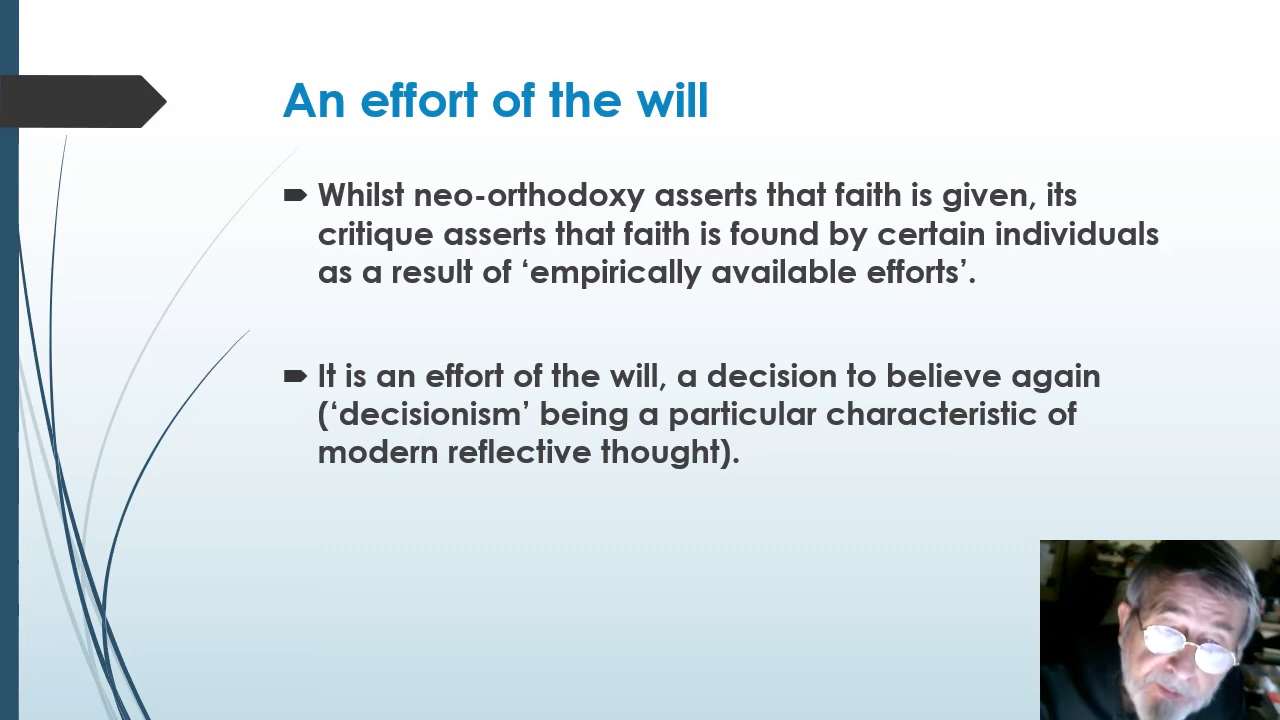 An effort of the will
Whilst neo-orthodoxy asserts that faith is given, its
critique asserts that faith is found by certain individuals
as a result of ‘empirically available efforts’.
It is an effort of the will, a decision to believe again
(‘decisionism’ being a particular characteristic of
modern reflective thought).